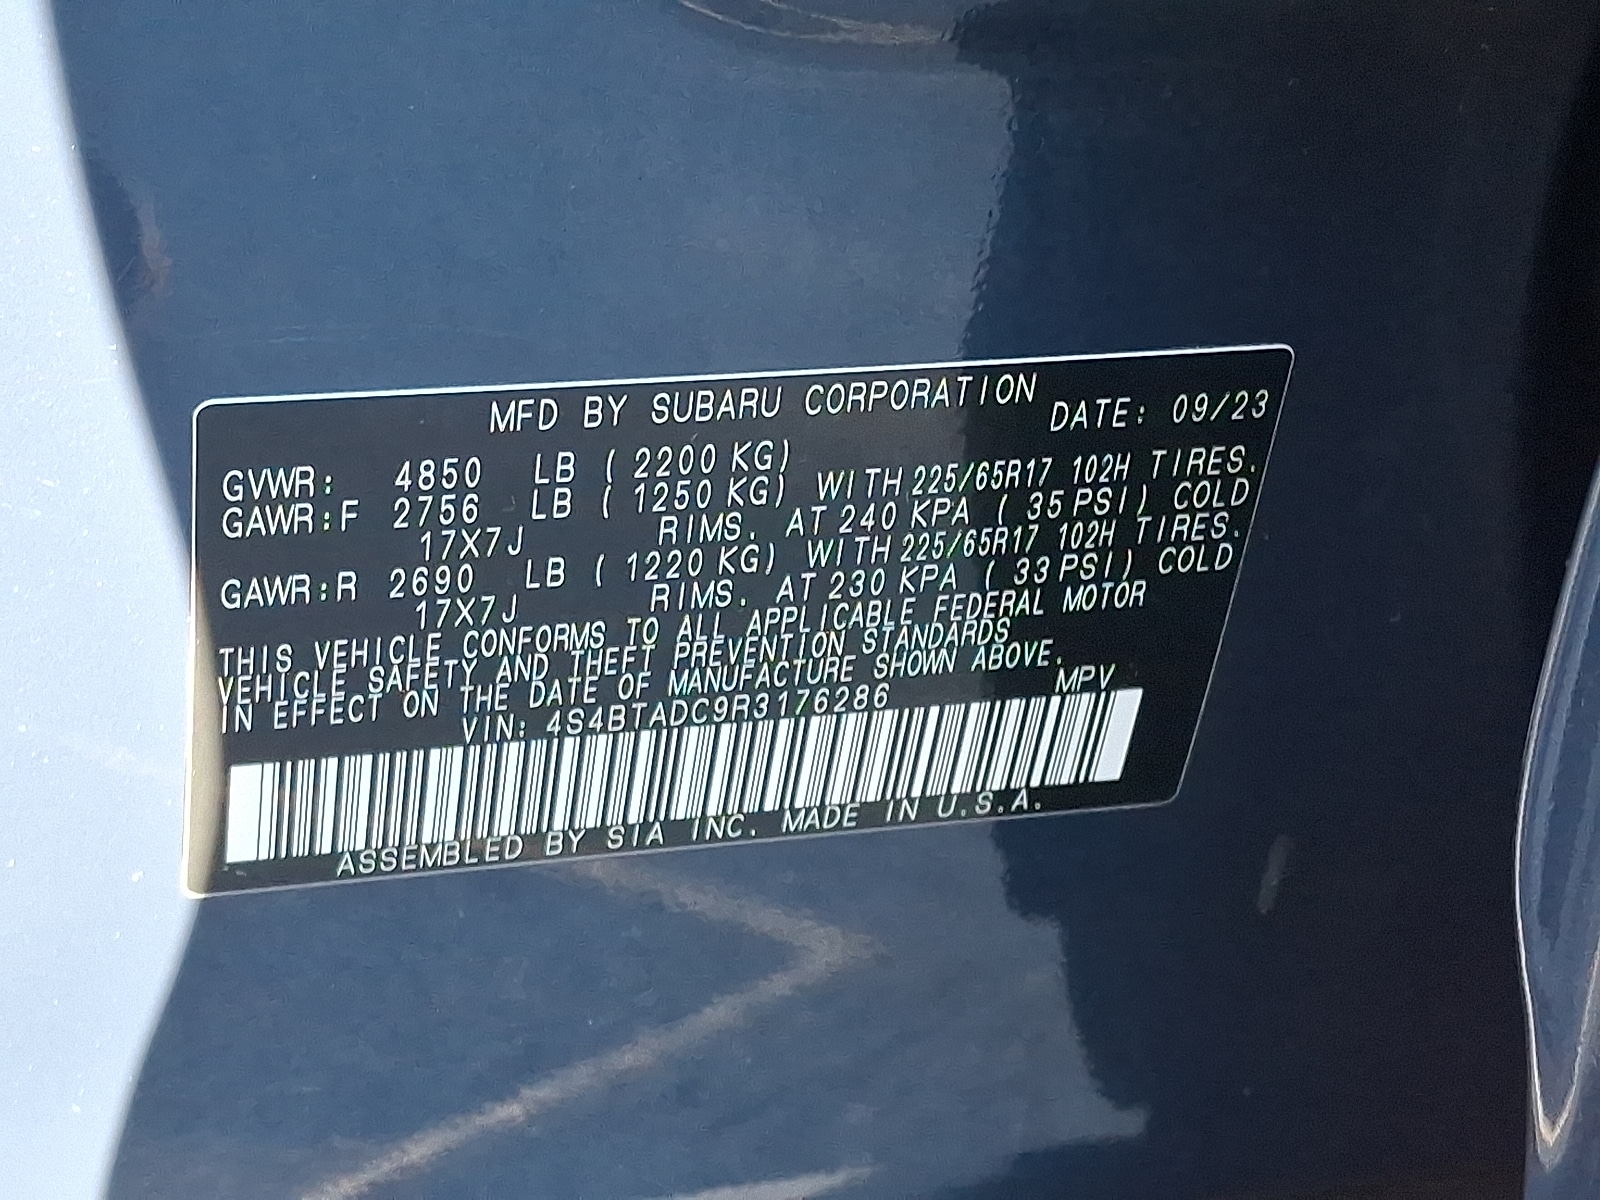 MFD BY SUBARU CORPORATION DATE: 09/23
GVWR: 4850 LB ( 2200 KG)
GAWR:F 2756 LB ( 1250 KG) WITH 225/65R17 102H TIRES.
17X7J RIMS. AT 240 KPA ( 35 PSI) COLD
GAWR:R 2690 LB ( 1220 KG) WITH 225/65R17 102H TIRES.
17X7J RIMS. AT 230 KPA ( 33 PSI) COLD
THIS VEHICLE CONFORMS TO ALL APPLICABLE FEDERAL MOTOR
VEHICLE SAFETY AND THEFT PREVENTION STANDARDS
IN EFFECT ON THE DATE OF MANUFACTURE SHOWN ABOVE.
VIN: 4S4BTADC9R3176286 MPV
ASSEMBLED BY SIA INC. MADE IN U.S.A.